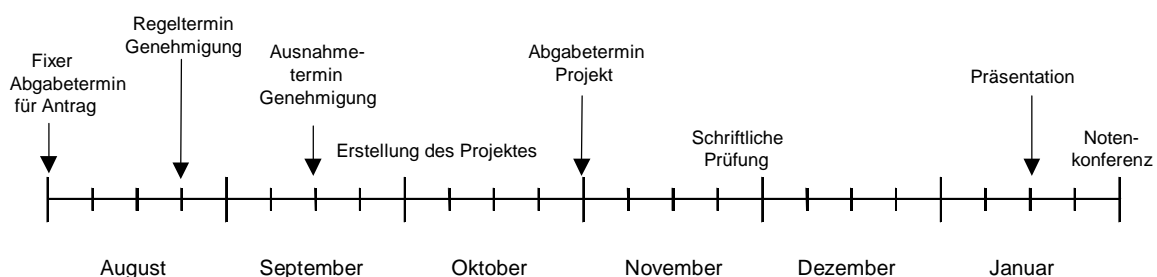 Fixer
Abgabetermin
für Antrag
Regeltermin
Genehmigung
Ausnahme-
termin
Genehmigung
Erstellung des Projektes
Abgabetermin
Projekt
Schriftliche
Prüfung
Präsentation
Noten-
konferenz
August
September
Oktober
November
Dezember
Januar